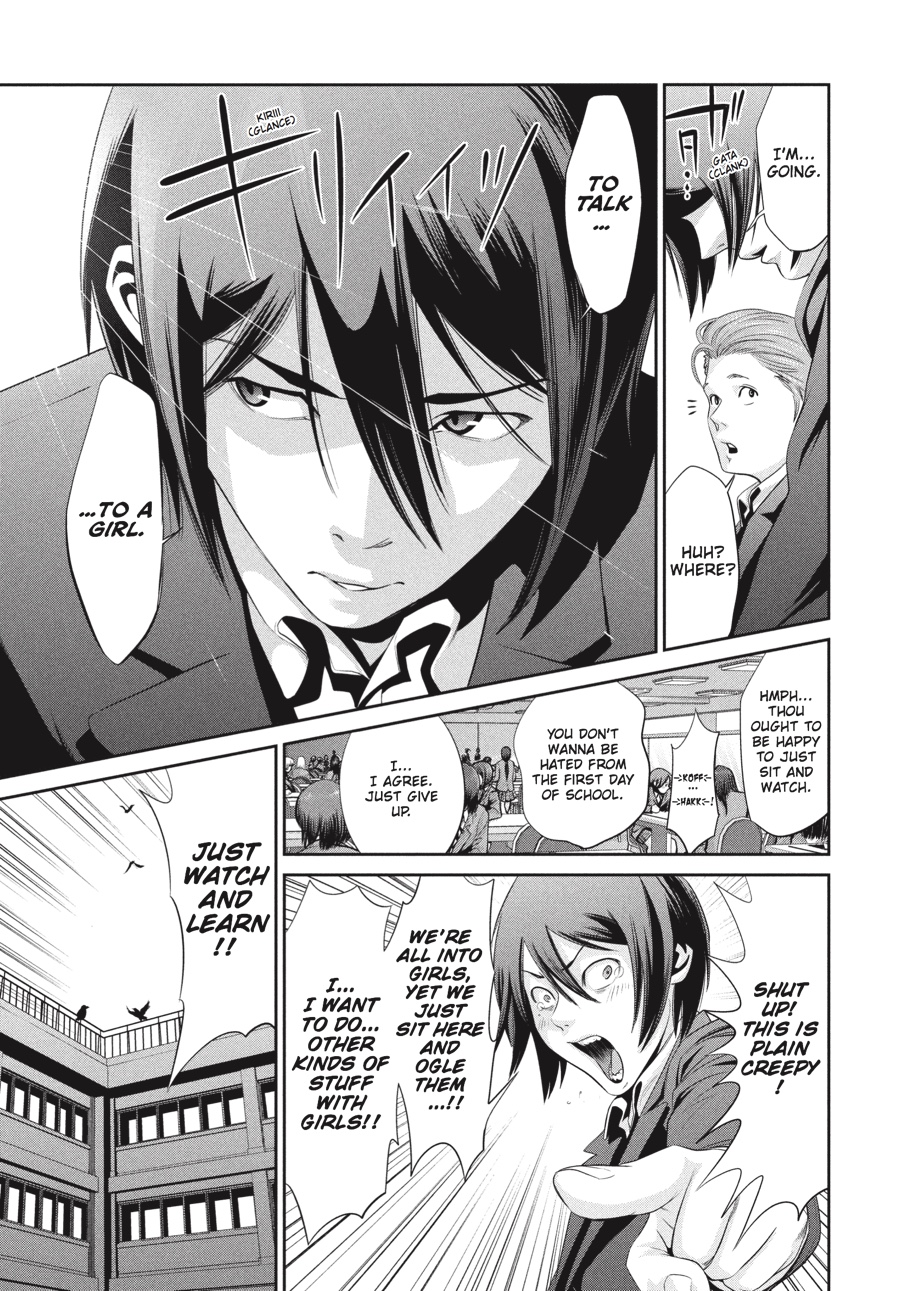 I'M...
GOING.
ガタ…
GATA
(CLANK)
HUH?
WHERE?
TO
TALK
...
キリイイッ
KIRIII
(GLANCE)
...TO A
GIRL.
HMPH...
THOU
OUGHT TO
BE HAPPY
TO JUST
SIT AND
WATCH.
KOFF
...
HAKK!
YOU DON'T
WANNA BE
HATED FROM
THE FIRST DAY
OF SCHOOL.
I...
I AGREE.
JUST GIVE
UP.
SHUT
UP!
THIS IS
PLAIN
CREEPY
!
WE'RE
ALL INTO
GIRLS,
YET WE
JUST
SIT HERE
AND
OGLE
THEM
...!!
I...
I WANT
TO DO...
OTHER
KINDS OF
STUFF
WITH
GIRLS!!
JUST
WATCH
AND
LEARN
!!